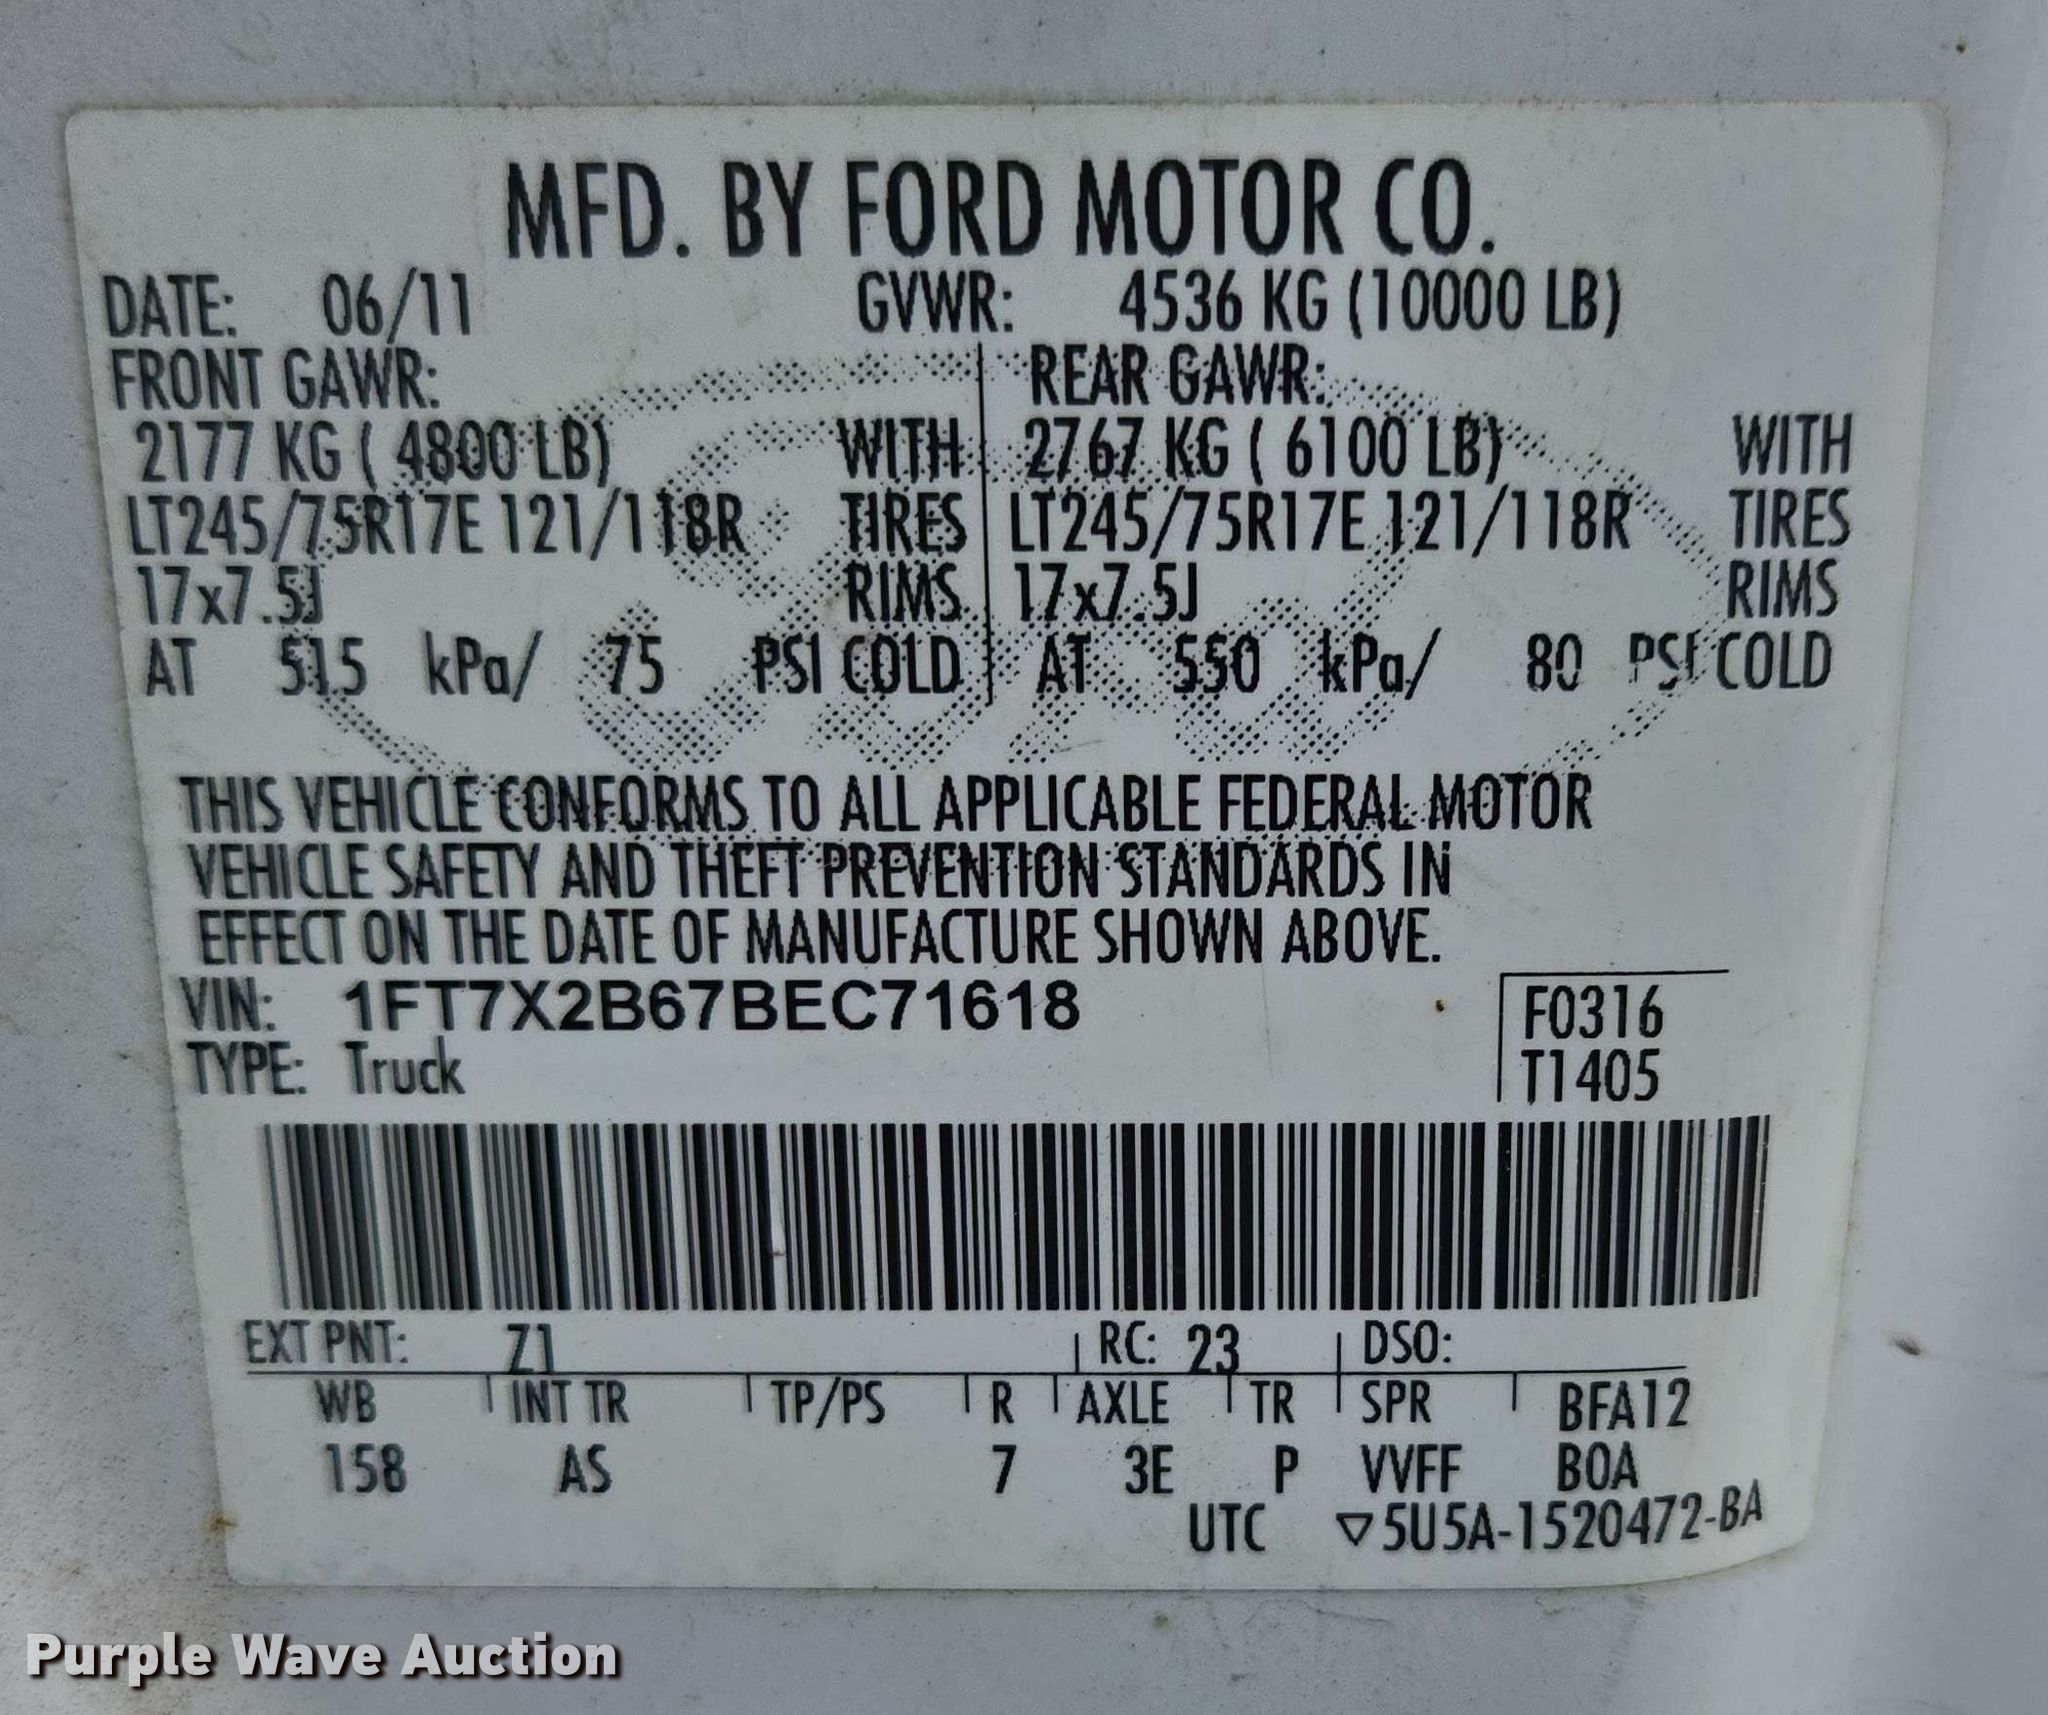 MFD. BY FORD MOTOR CO.
DATE: 06/11 GVWR: 4536 KG (10000 LB)
FRONT GAWR: REAR GAWR:
2177 KG ( 4800 LB) WITH 2767 KG ( 6100 LB) WITH
LT245/75R17E 121/118R TIRES LT245/75R17E 121/118R TIRES
17x7.5J RIMS 17x7.5J RIMS
AT 515 kPa/ 75 PSI COLD AT 550 kPa/ 80 PSI COLD
THIS VEHICLE CONFORMS TO ALL APPLICABLE FEDERAL MOTOR
VEHICLE SAFETY AND THEFT PREVENTION STANDARDS IN
EFFECT ON THE DATE OF MANUFACTURE SHOWN ABOVE.
VIN: 1FT7X2B67BEC71618 F0316
TYPE: Truck T1405
EXT PNT: Z1 RC: 23 DSO:
WB INT TR TP/PS R AXLE TR SPR BFA12
158 AS 7 3E P VVFF BOA
UTC ▽5U5A-1520472-BA
Purple Wave Auction